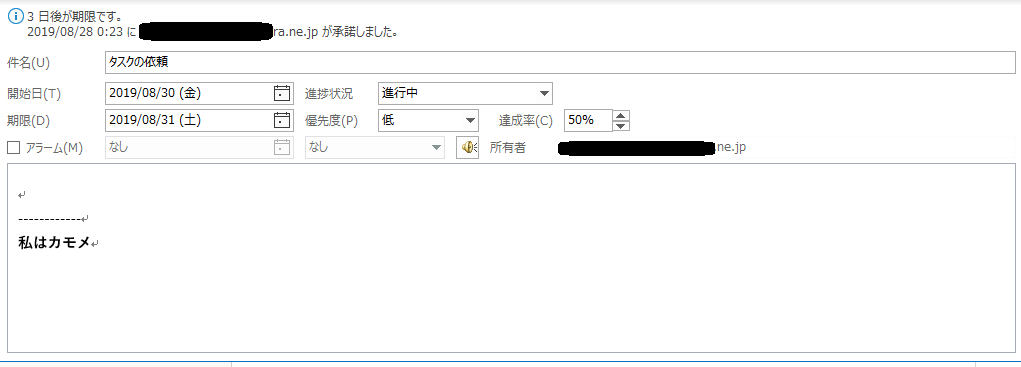 3 日後が期限です。
2019/08/28 0:23 に ra.ne.jp が承諾しました。
件名(U) タスクの依頼
開始日(T) 2019/08/30 (金) 進捗状況 進行中
期限(D) 2019/08/31 (土) 優先度(P) 低 達成率(C) 50%
アラーム(M) なし なし 所有者 .ne.jp
------------
私はカモメ